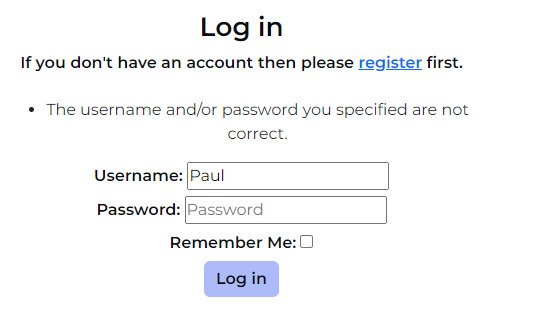 Log in
If you don't have an account then please register first.
The username and/or password you specified are not
correct.
Username: Paul
Password: Password
Remember Me:
Log in